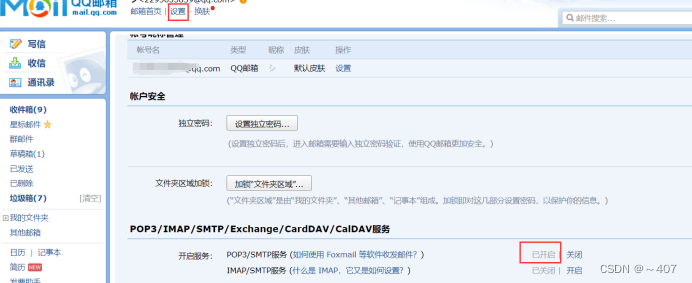 Mail QQ邮箱
mail.qq.com
邮箱首页 | 设置 - 换肤
邮件搜索...
写信
收信
通讯录
收件箱(9)
星标邮件
群邮件
草稿箱(1)
已发送
已删除
垃圾箱(7) [清空]
我的文件夹
其他邮箱
日历 | 记事本
简历 NEW
帐号名 类型 昵称 皮肤 操作
@qq.com QQ邮箱 シ 默认皮肤 设置
帐户安全
独立密码: 设置独立密码...
(设置独立密码后，进入邮箱需要输入独立密码验证，使用QQ邮箱更加安全。)
文件夹区域加锁: 加锁“文件夹区域”...
(“文件夹区域”是由“我的文件夹”、“其他邮箱”、“记事本”组成。加锁即对这几部分设置密码，以保护你的信息。)
POP3/IMAP/SMTP/Exchange/CardDAV/CalDAV服务
开启服务: POP3/SMTP服务 (如何使用 Foxmail 等软件收发邮件？) 已开启 | 关闭
IMAP/SMTP服务 (什么是 IMAP，它又是如何设置？) 已关闭 | 开启
CSDN @～407